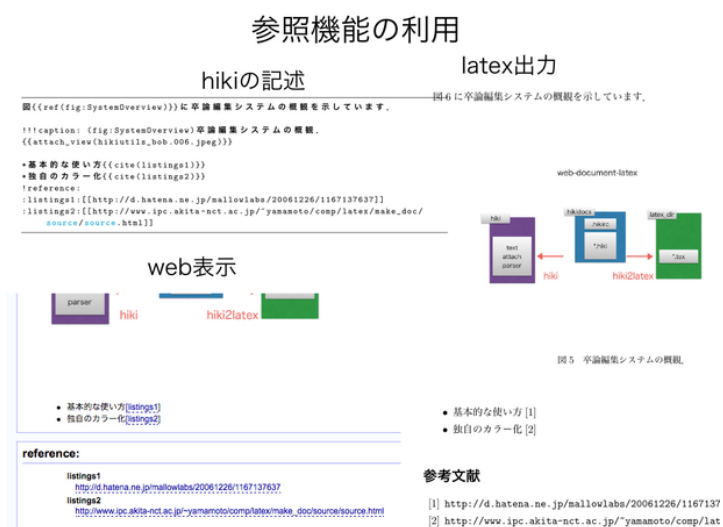 参照機能の利用
hikiの記述
図{{ref(fig:SystemOverview)}}に卒論編集システムの概観を示しています．
!!!caption: (fig:SystemOverview)卒論編集システムの概観．
{{attach_view(hikiutils_bob.006.jpeg)}}
*基本的な使い方{{cite(listings1)}}
*独自のカラー化{{cite(listings2)}}
!reference:
:listings1:[[http://d.hatena.ne.jp/mallowlabs/20061226/1167137637]]
:listings2:[[http://www.ipc.akita-nct.ac.jp/~yamamoto/comp/latex/make_doc/
source/source.html]]
web表示
parser
hiki
hiki2latex
• 基本的な使い方[listings1]
• 独自のカラー化[listings2]
reference:
listings1
http://d.hatena.ne.jp/mallowlabs/20061226/1167137637
listings2
http://www.ipc.akita-nct.ac.jp/~yamamoto/comp/latex/make_doc/source/source.html
latex出力
図 6 に卒論編集システムの概観を示しています．
web-document-latex
hiki
text
attach
parser
hikidocs
.hikirc
*.hiki
latex_dir
*.tex
hiki
hiki2latex
図 5 卒論編集システムの概観．
• 基本的な使い方 [1]
• 独自のカラー化 [2]
参考文献
[1] http://d.hatena.ne.jp/mallowlabs/20061226/1167137
[2] http://www.ipc.akita-nct.ac.jp/~yamamoto/comp/lat